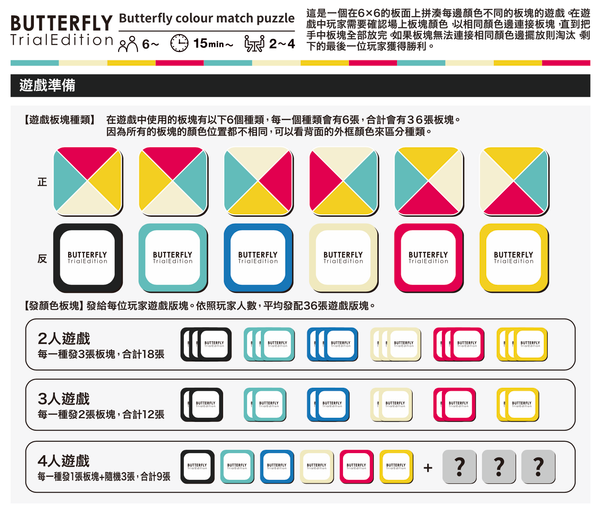 BUTTERFLY
TrialEdition
Butterfly colour match puzzle
6~
15min~
2~4
這是一個在6×6的板面上拼湊每邊顏色不同的板塊的遊戲,在遊
戲中玩家需要確認場上板塊顏色,以相同顏色邊連接板塊,直到把
手中板塊全部放完,如果板塊無法連接相同顏色邊擺放則淘汰,剩
下的最後一位玩家獲得勝利。
遊戲準備
【遊戲板塊種類】 在遊戲中使用的板塊有以下6個種類,每一個種類會有6張,合計會有36張板塊。
因為所有的板塊的顏色位置都不相同,可以看背面的外框顏色來區分種類。
正
反
BUTTERFLY TrialEdition
BUTTERFLY TrialEdition
BUTTERFLY TrialEdition
BUTTERFLY TrialEdition
BUTTERFLY TrialEdition
BUTTERFLY TrialEdition
【發顏色板塊】發給每位玩家遊戲版塊。依照玩家人數,平均發配36張遊戲版塊。
2人遊戲
每一種發3張板塊,合計18張
BUTTERFLY BUTTERFLY BUTTERFLY BUTTERFLY BUTTERFLY BUTTERFLY
3人遊戲
每一種發2張板塊,合計12張
BUTTERFLY BUTTERFLY BUTTERFLY BUTTERFLY BUTTERFLY BUTTERFLY
4人遊戲
每一種發1張板塊+隨機3張,合計9張
BUTTERFLY BUTTERFLY BUTTERFLY BUTTERFLY BUTTERFLY BUTTERFLY + ? ? ?